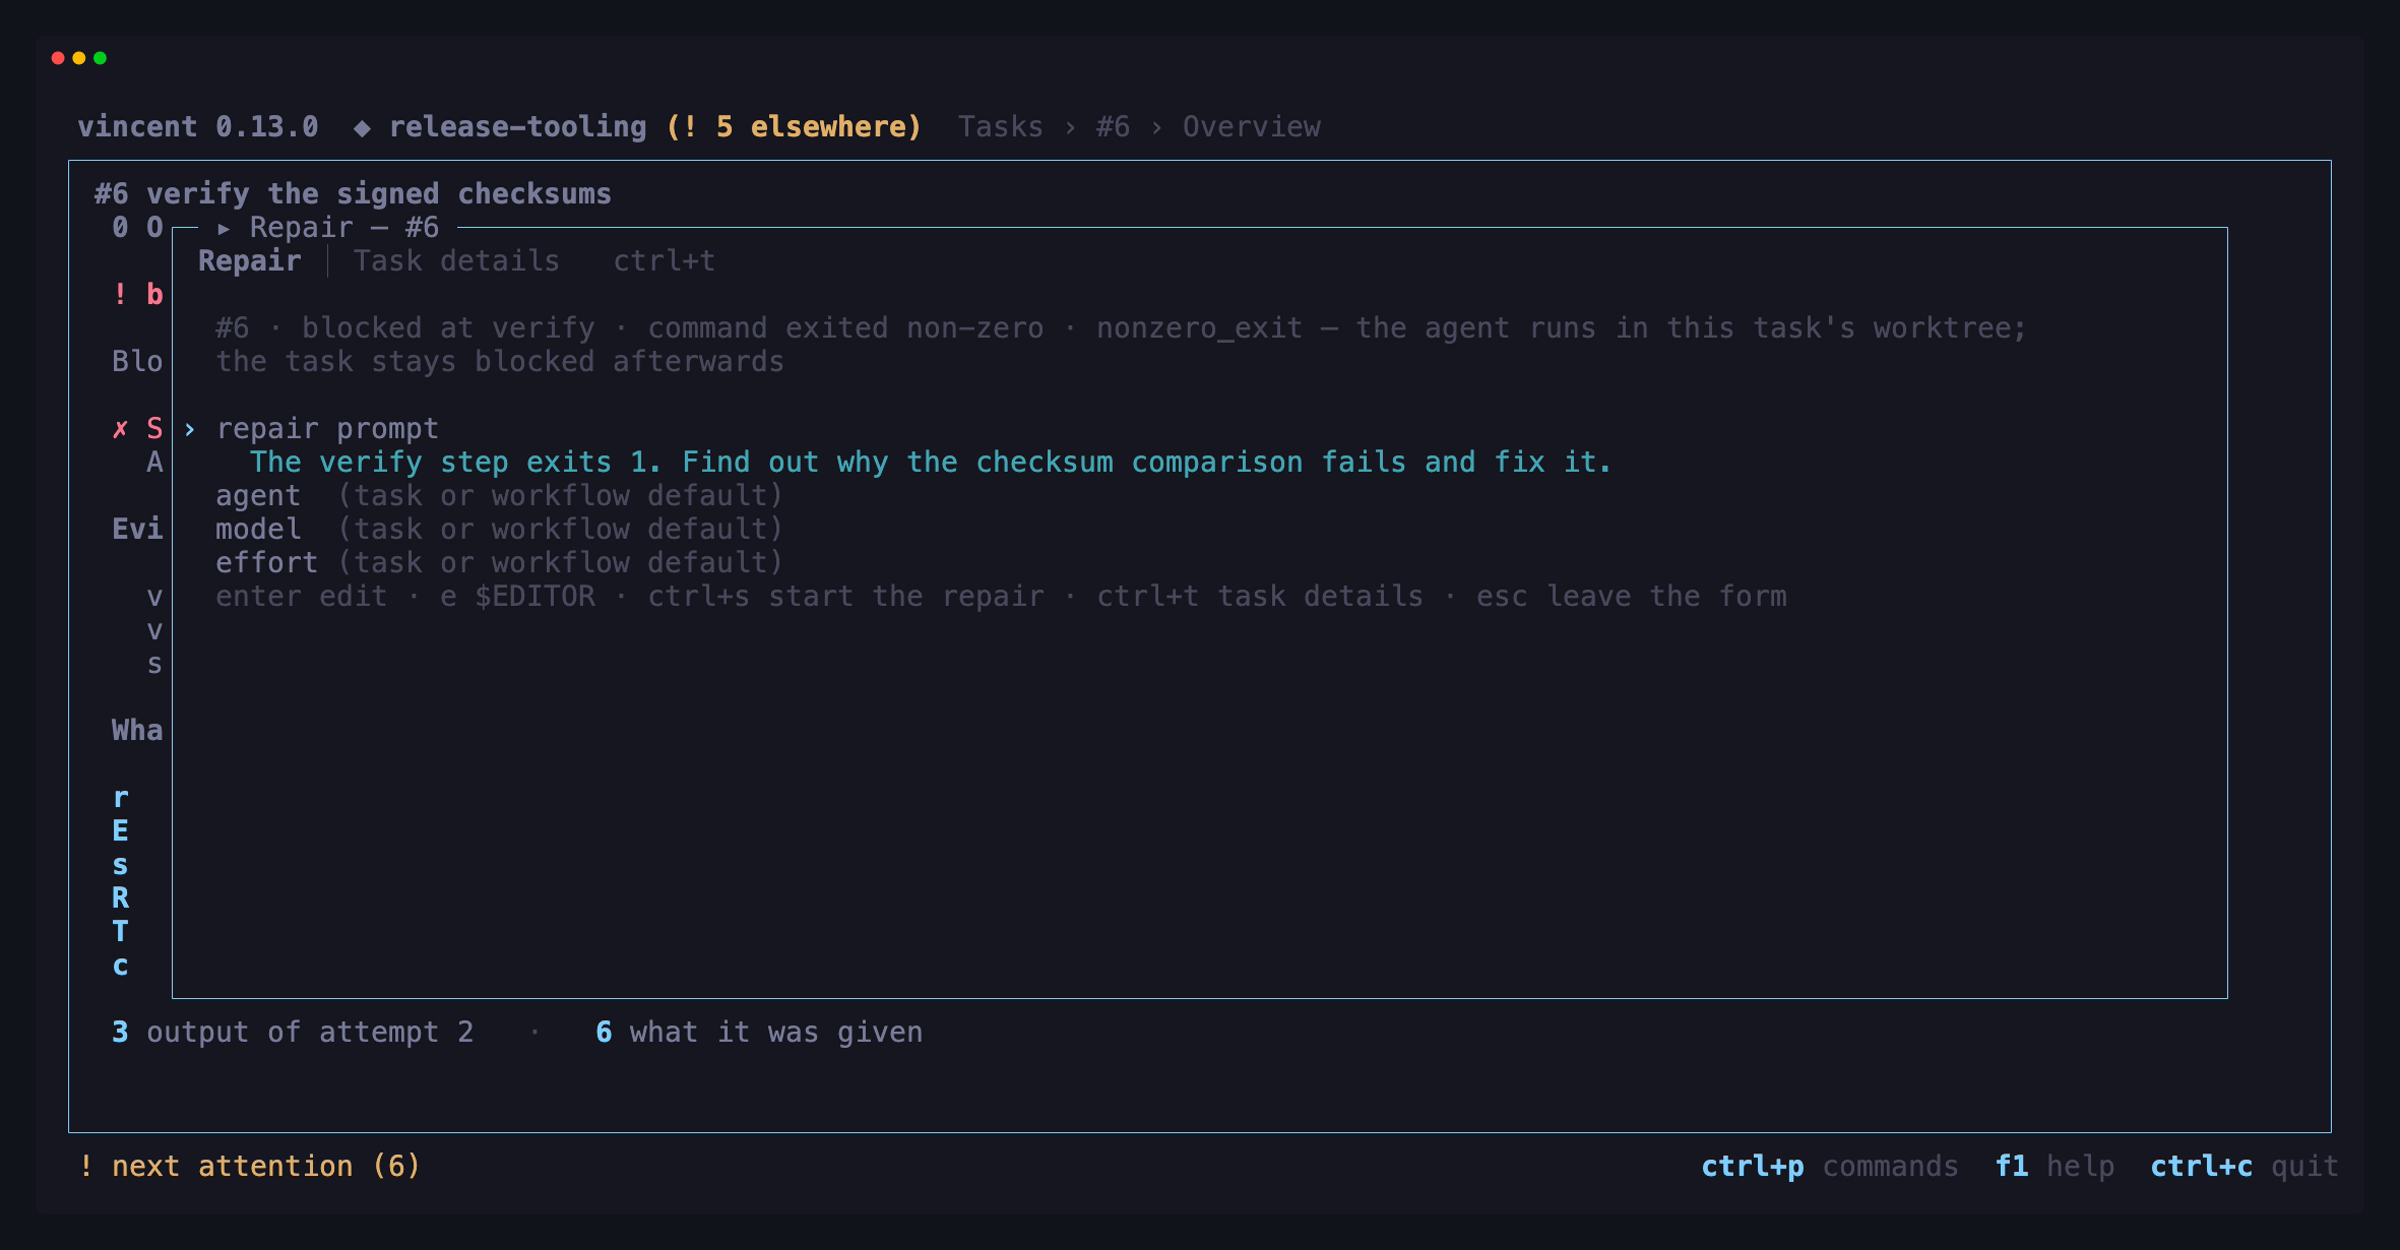 vincent 0.13.0 ◆ release-tooling (! 5 elsewhere) Tasks › #6 › Overview
#6 verify the signed checksums
0 O ▸ Repair — #6
Repair │ Task details ctrl+t
! b
#6 · blocked at verify · command exited non-zero · nonzero_exit — the agent runs in this task's worktree;
Blo the task stays blocked afterwards
✗ S › repair prompt
A The verify step exits 1. Find out why the checksum comparison fails and fix it.
agent (task or workflow default)
Evi model (task or workflow default)
effort (task or workflow default)
v enter edit · e $EDITOR · ctrl+s start the repair · ctrl+t task details · esc leave the form
v
s
Wha
r
E
s
R
T
c
3 output of attempt 2 · 6 what it was given
! next attention (6) ctrl+p commands f1 help ctrl+c quit